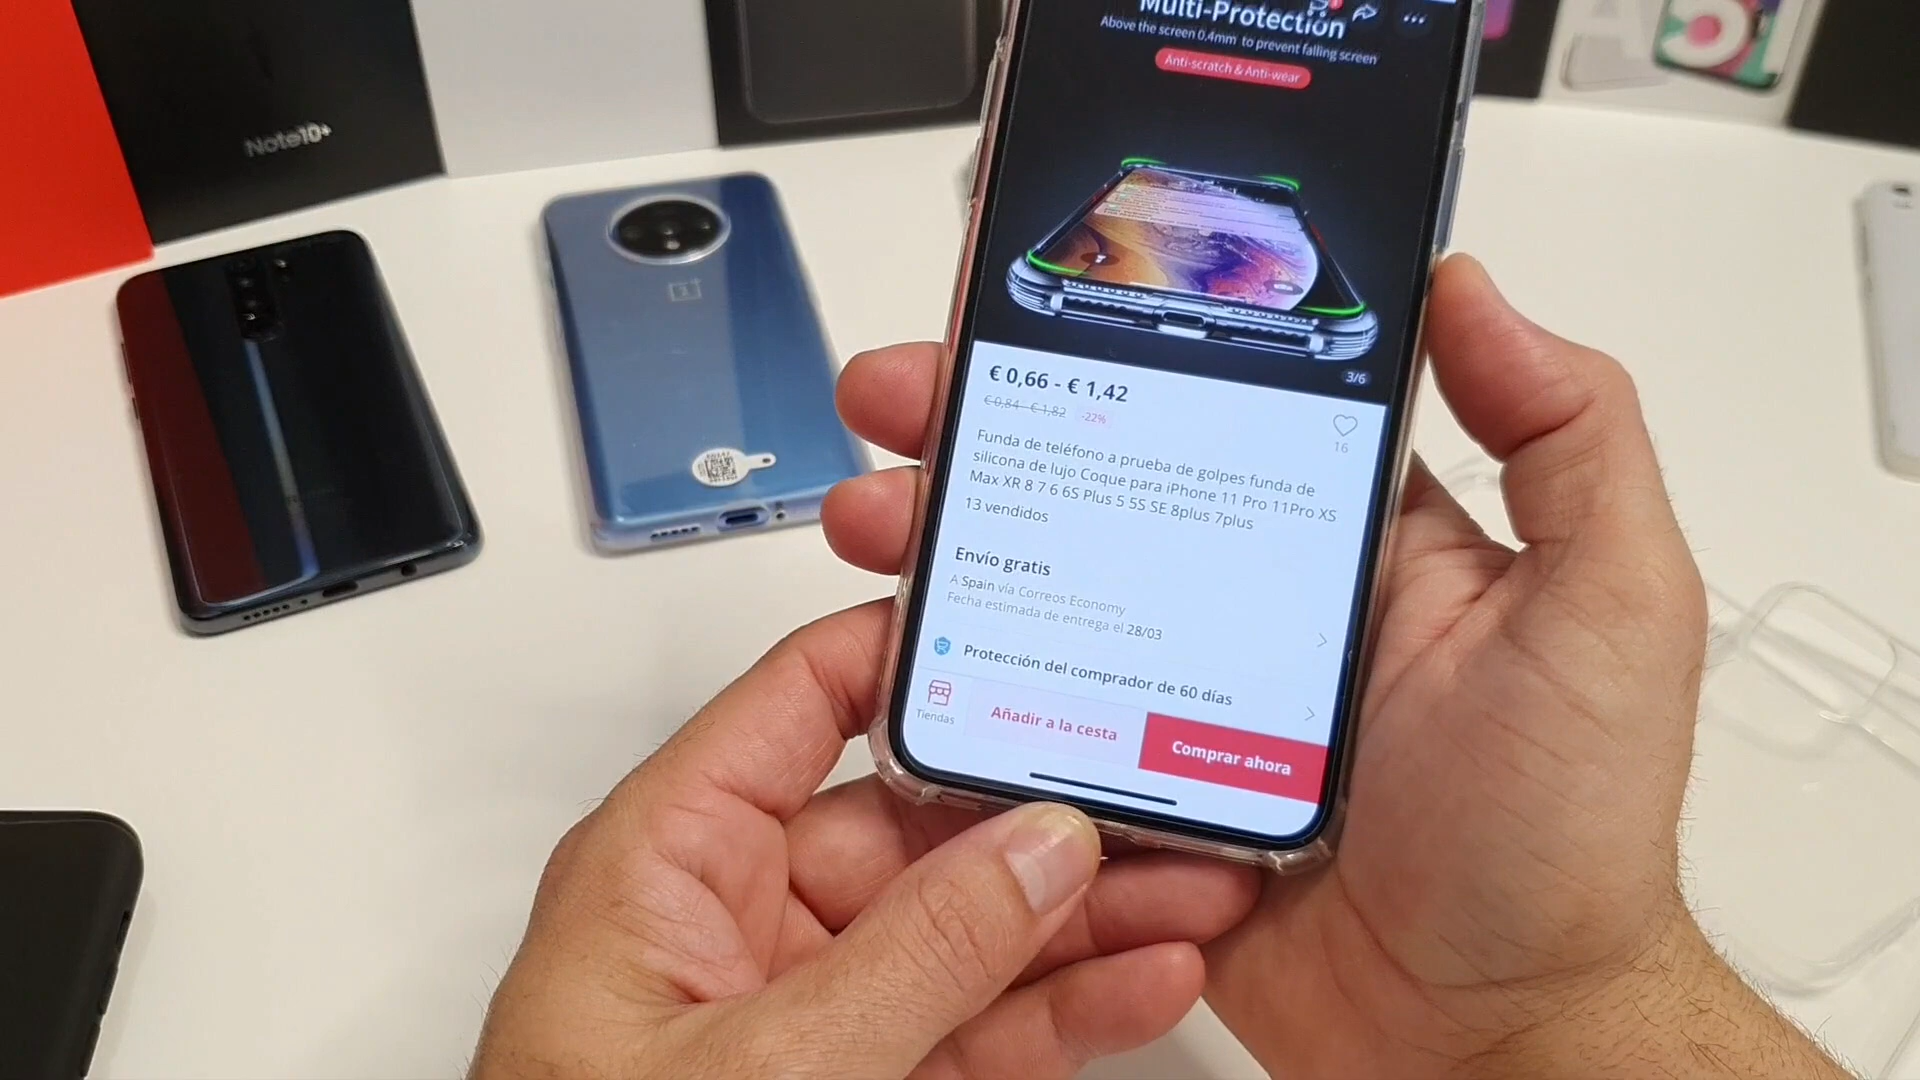 Note10+
Multi-Protection
Above the screen 0.4mm to prevent falling screen
Anti-scratch & Anti-wear
3/6
€ 0,66 - € 1,42
€ 0,84 - € 1,82 -22%
16
Funda de teléfono a prueba de golpes funda de
silicona de lujo Coque para iPhone 11 Pro 11Pro XS
Max XR 8 7 6 6S Plus 5 5S SE 8plus 7plus
13 vendidos
Envío gratis
A Spain vía Correos Economy
Fecha estimada de entrega el 28/03
Protección del comprador de 60 días
Tiendas
Añadir a la cesta
Comprar ahora